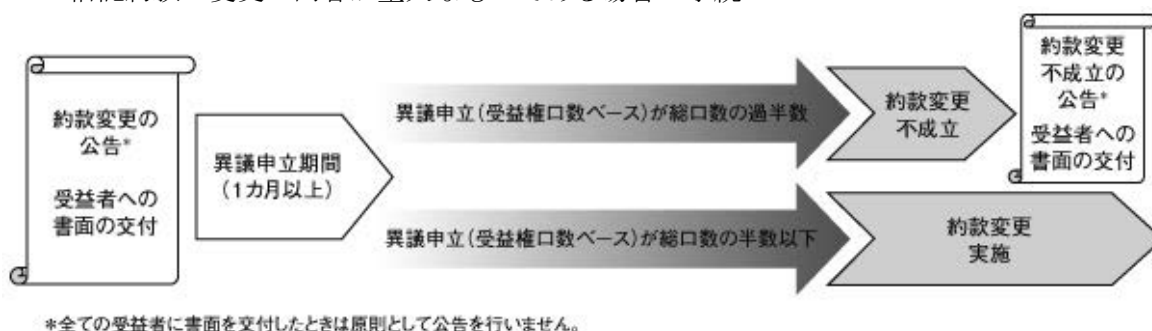 約款変更の
公告*
受益者への
書面の交付
異議申立期間
(1カ月以上)
異議申立(受益権口数ベース)が総口数の過半数
約款変更
不成立
約款変更
不成立の
公告*
受益者への
書面の交付
異議申立(受益権口数ベース)が総口数の半数以下
約款変更
実施
*全ての受益者に書面を交付したときは原則として公告を行いません。